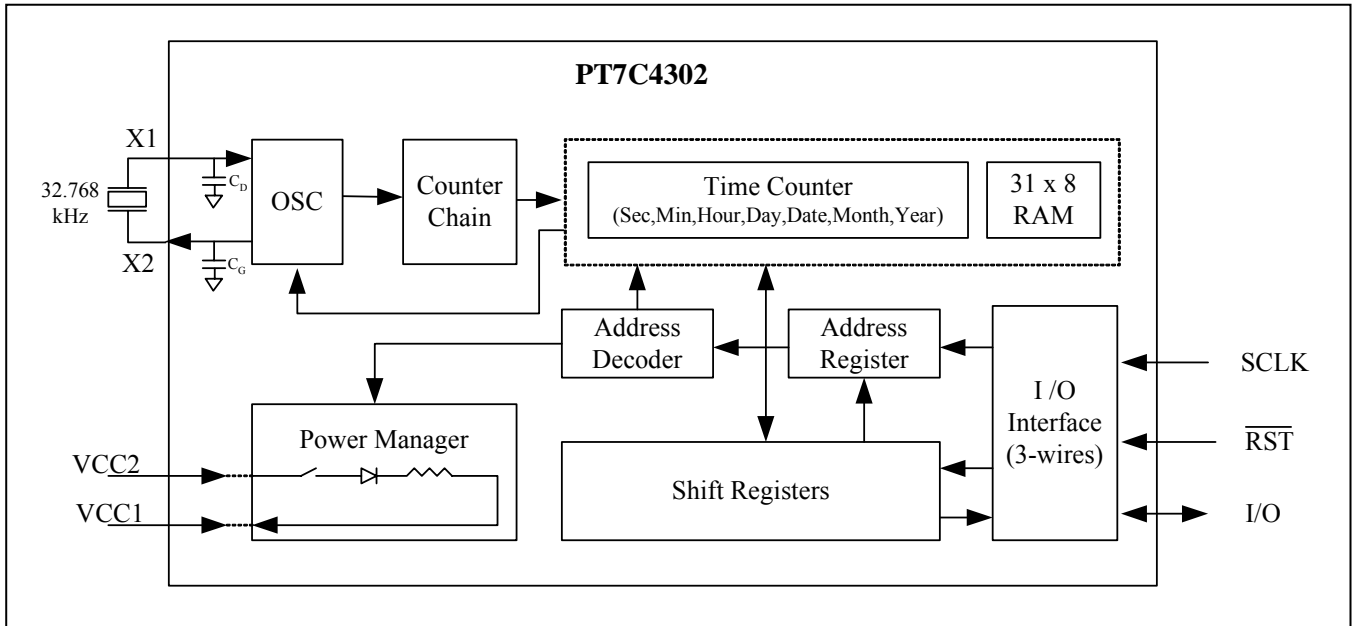 PT7C4302
X1
32.768
kHz
X2
C_D
C_G
OSC
Counter
Chain
Time Counter
(Sec,Min,Hour,Day,Date,Month,Year)
31 x 8
RAM
Address
Decoder
Address
Register
I /O
Interface
(3-wires)
SCLK
RST
I/O
Power Manager
VCC2
VCC1
Shift Registers